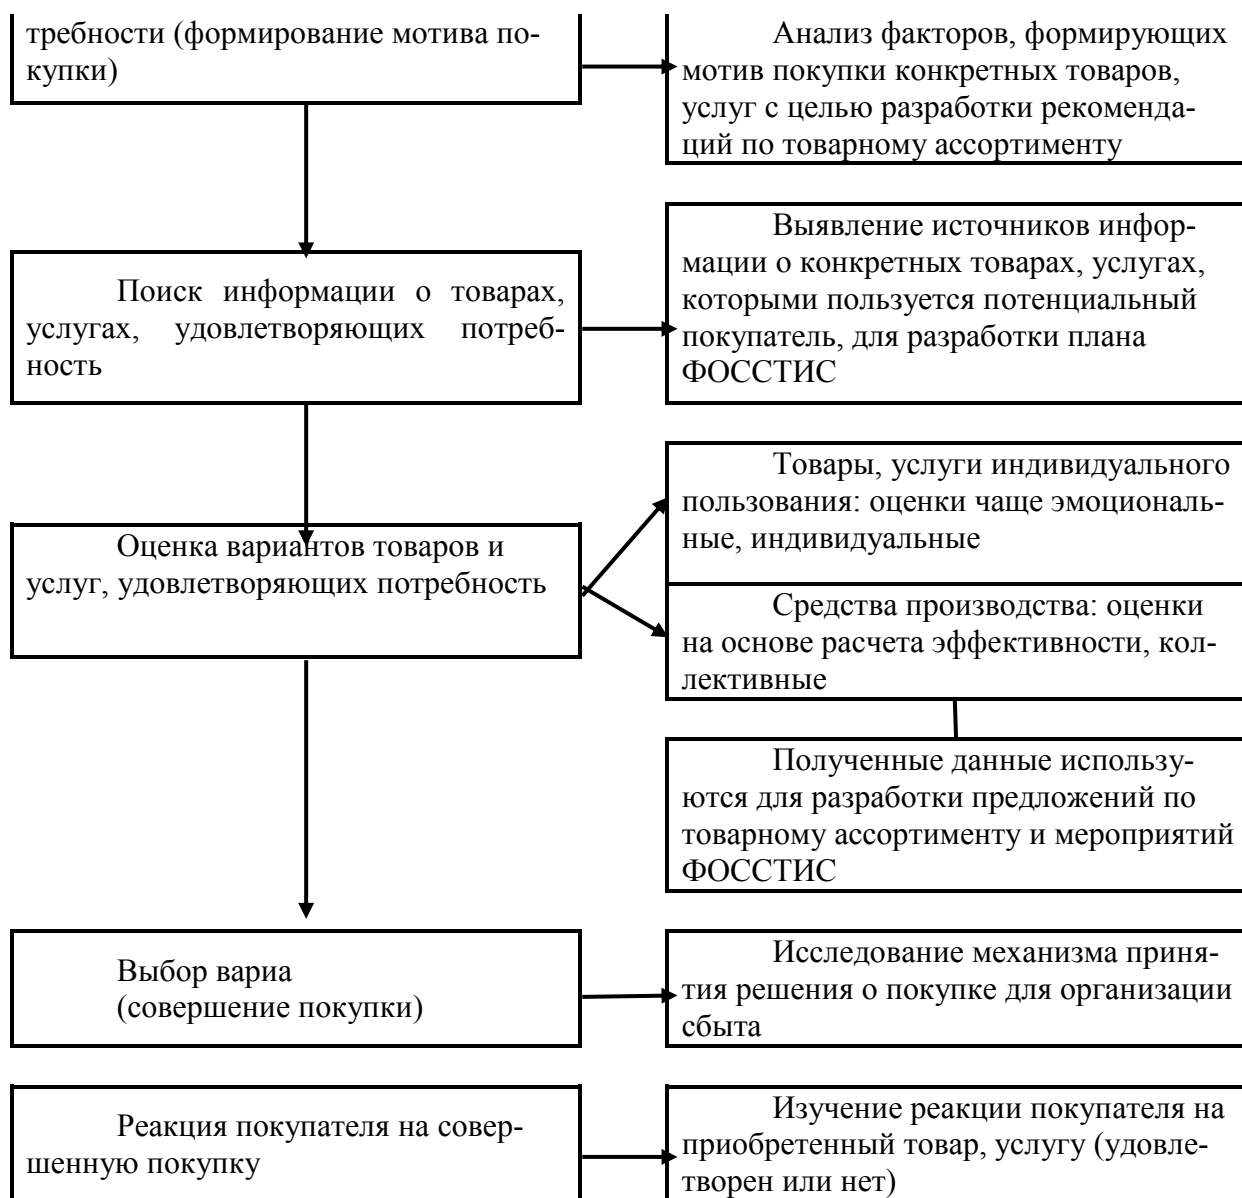 требности (формирование мотива по-
купки)
Анализ факторов, формирующих
мотив покупки конкретных товаров,
услуг с целью разработки рекоменда-
ций по товарному ассортименту
Поиск информации о товарах,
услугах, удовлетворяющих потреб-
ность
Выявление источников инфор-
мации о конкретных товарах, услугах,
которыми пользуется потенциальный
покупатель, для разработки плана
ФОССТИС
Оценка вариантов товаров и
услуг, удовлетворяющих потребность
Товары, услуги индивидуального
пользования: оценки чаще эмоциональ-
ные, индивидуальные
Средства производства: оценки
на основе расчета эффективности, кол-
лективные
Полученные данные использу-
ются для разработки предложений по
товарному ассортименту и мероприятий
ФОССТИС
Выбор вариа
(совершение покупки)
Исследование механизма приня-
тия решения о покупке для организации
сбыта
Реакция покупателя на совер-
шенную покупку
Изучение реакции покупателя на
приобретенный товар, услугу (удовле-
творен или нет)